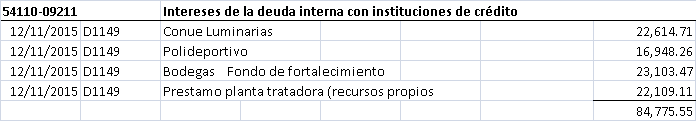 54110-09211 Intereses de la deuda interna con instituciones de crédito
12/11/2015 D1149 Conue Luminarias 22,614.71
12/11/2015 D1149 Polideportivo 16,948.26
12/11/2015 D1149 Bodegas Fondo de fortalecimiento 23,103.47
12/11/2015 D1149 Prestamo planta tratadora (recursos propios 22,109.11
84,775.55